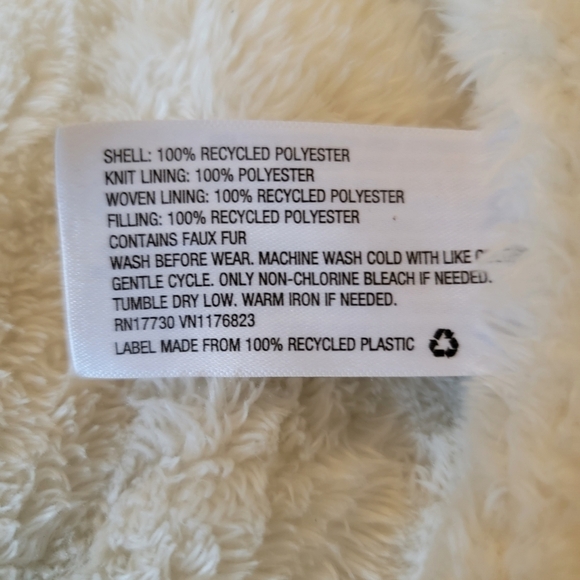 SHELL: 100% RECYCLED POLYESTER
KNIT LINING: 100% POLYESTER
WOVEN LINING: 100% RECYCLED POLYESTER
FILLING: 100% RECYCLED POLYESTER
CONTAINS FAUX FUR
WASH BEFORE WEAR. MACHINE WASH COLD WITH LIKE
GENTLE CYCLE. ONLY NON-CHLORINE BLEACH IF NEEDED.
TUMBLE DRY LOW. WARM IRON IF NEEDED.
RN17730 VN1176823
LABEL MADE FROM 100% RECYCLED PLASTIC